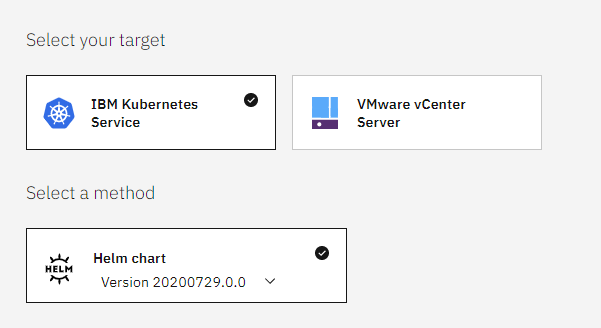 Select your target
IBM Kubernetes
Service
VMware vCenter
Server
Select a method
HELM
Helm chart
Version 20200729.0.0